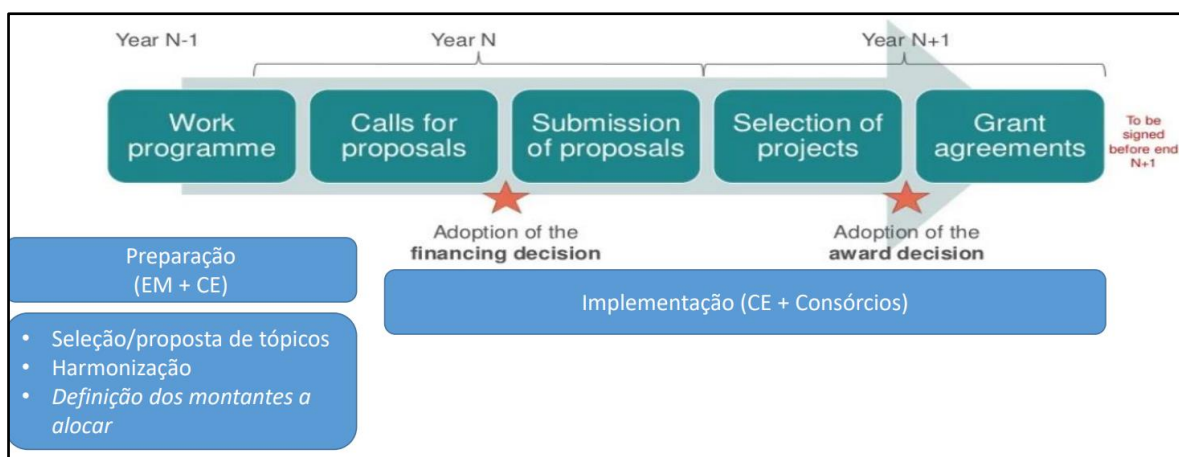 Year N-1
Year N
Year N+1
Work
programme
Calls for
proposals
Submission
of proposals
Selection of
projects
Grant
agreements
To be
signed
before end
N+1
Adoption of the
financing decision
Adoption of the
award decision
Preparação
(EM + CE)
Implementação (CE + Consórcios)
• Seleção/proposta de tópicos
• Harmonização
• Definição dos montantes a
alocar